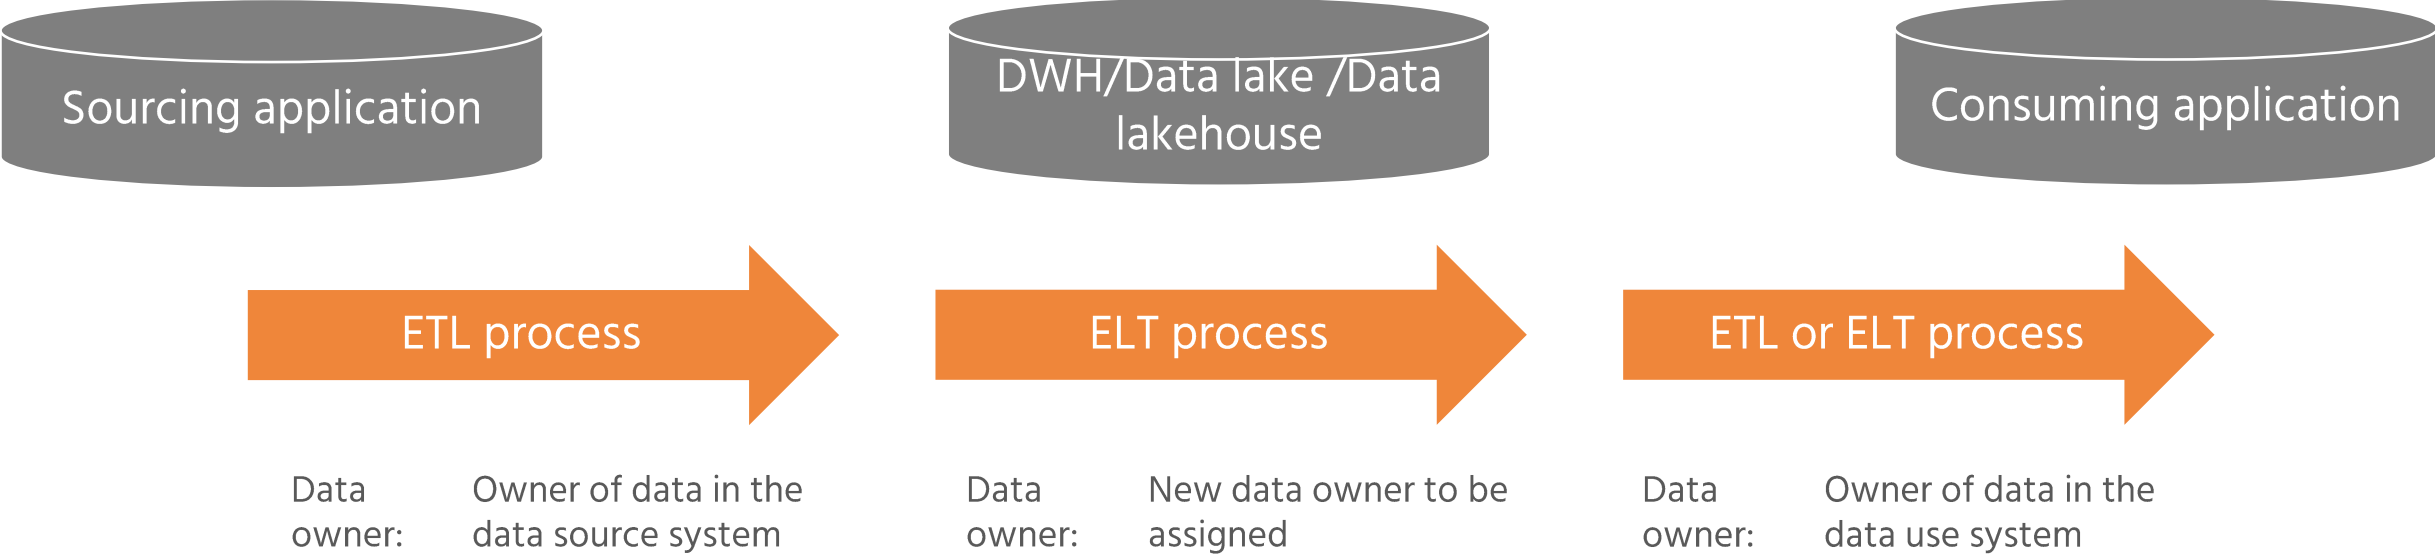 Sourcing application
DWH/Data lake /Data
lakehouse
Consuming application
ETL process
ELT process
ETL or ELT process
Data
owner:
Owner of data in the
data source system
Data
owner:
New data owner to be
assigned
Data
owner:
Owner of data in the
data use system